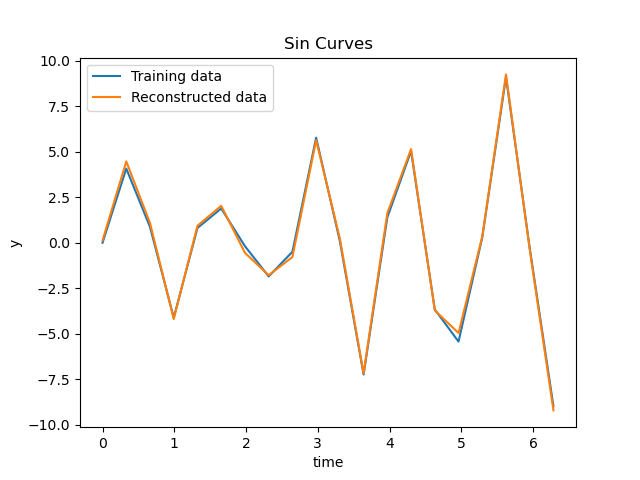 Sin Curves
Training data
Reconstructed data
10.0
7.5
5.0
2.5
0.0
−2.5
−5.0
−7.5
−10.0
y
0 1 2 3 4 5 6
time